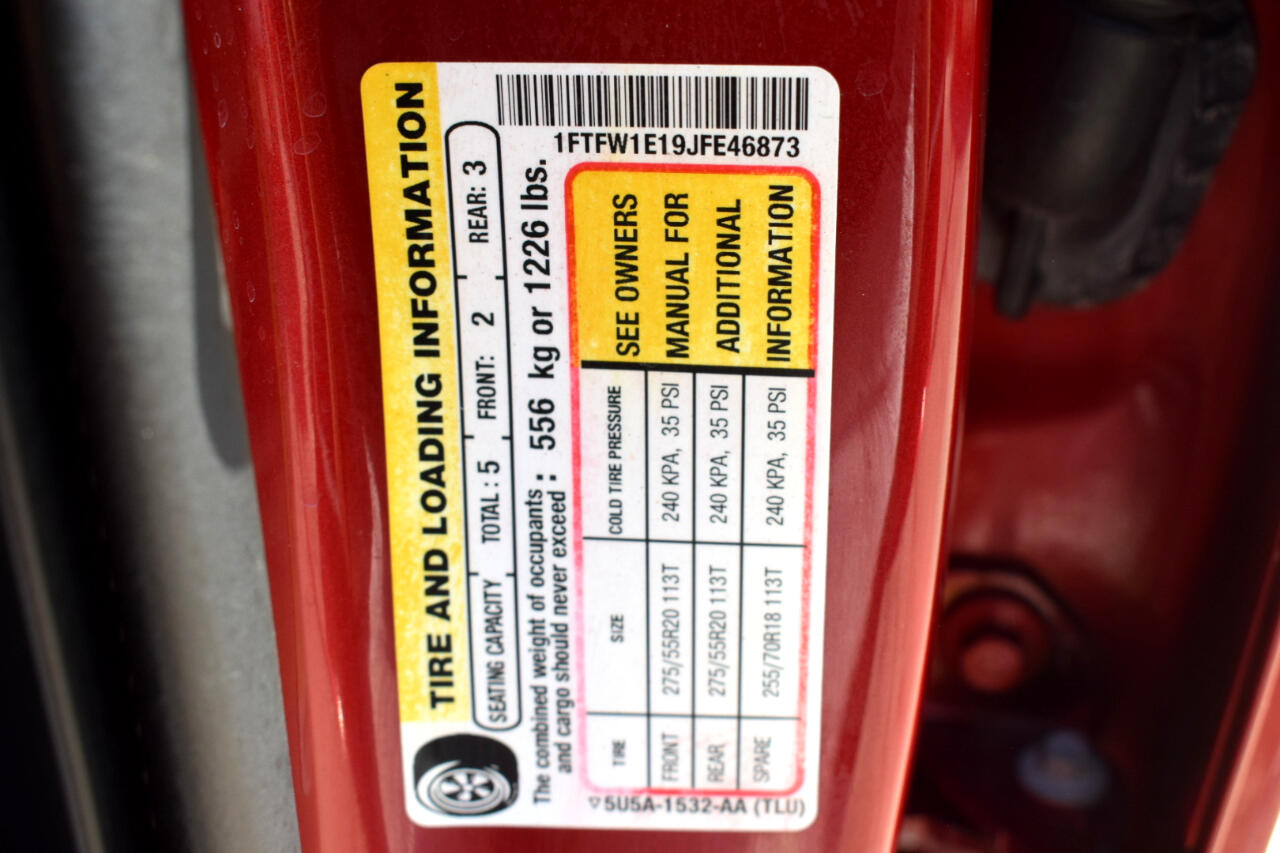 TIRE AND LOADING INFORMATION
SEATING CAPACITY TOTAL : 5 FRONT: 2 REAR: 3
The combined weight of occupants
and cargo should never exceed : 556 kg or 1226 lbs.
TIRE SIZE COLD TIRE PRESSURE
FRONT 275/55R20 113T 240 KPA, 35 PSI
REAR 275/55R20 113T 240 KPA, 35 PSI
SPARE 255/70R18 113T 240 KPA, 35 PSI
SEE OWNERS
MANUAL FOR
ADDITIONAL
INFORMATION
5U5A-1532-AA (TLU)
1FTFW1E19JFE46873